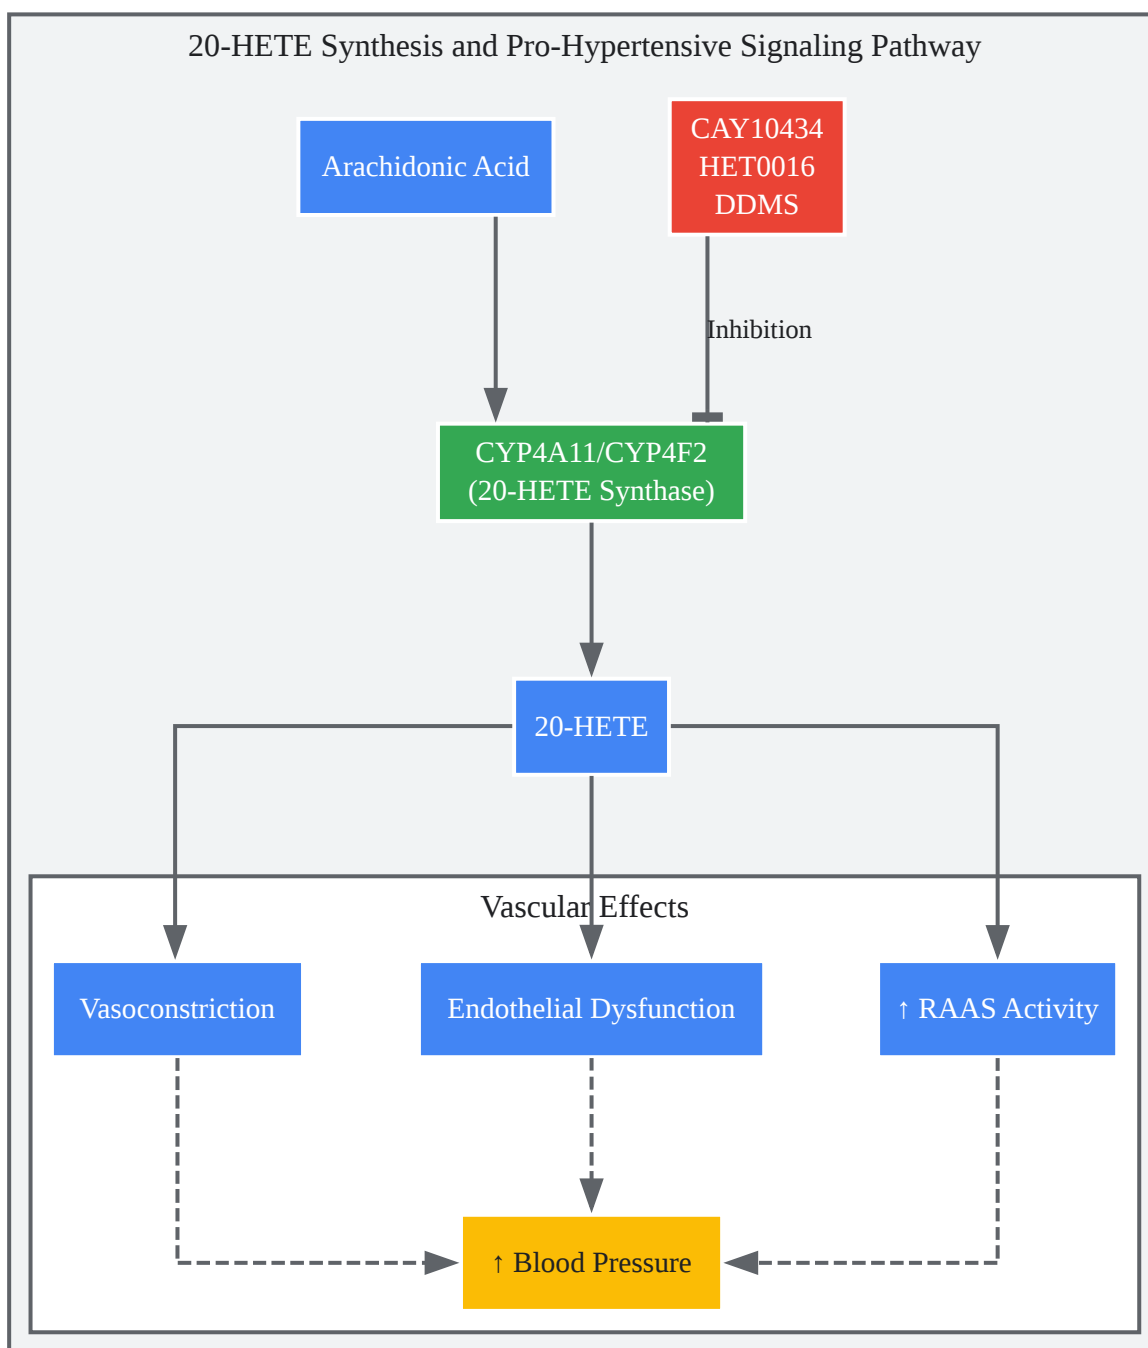 20-HETE Synthesis and Pro-Hypertensive Signaling Pathway
Arachidonic Acid
CAY10434
HET0016
DDMS
Inhibition
CYP4A11/CYP4F2
(20-HETE Synthase)
20-HETE
Vascular Effects
Vasoconstriction
Endothelial Dysfunction
↑ RAAS Activity
↑ Blood Pressure